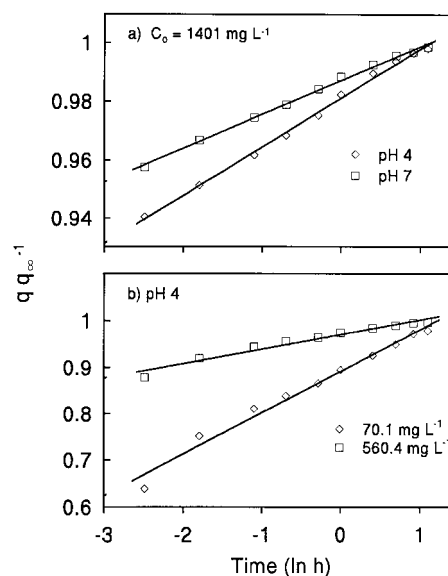 a) C₀ = 1401 mg L⁻¹
1
0.98
0.96
0.94
pH 4
pH 7
q q∞⁻¹
b) pH 4
1
0.9
0.8
0.7
0.6
70.1 mg L⁻¹
560.4 mg L⁻¹
-3 -2 -1 0 1
Time (ln h)